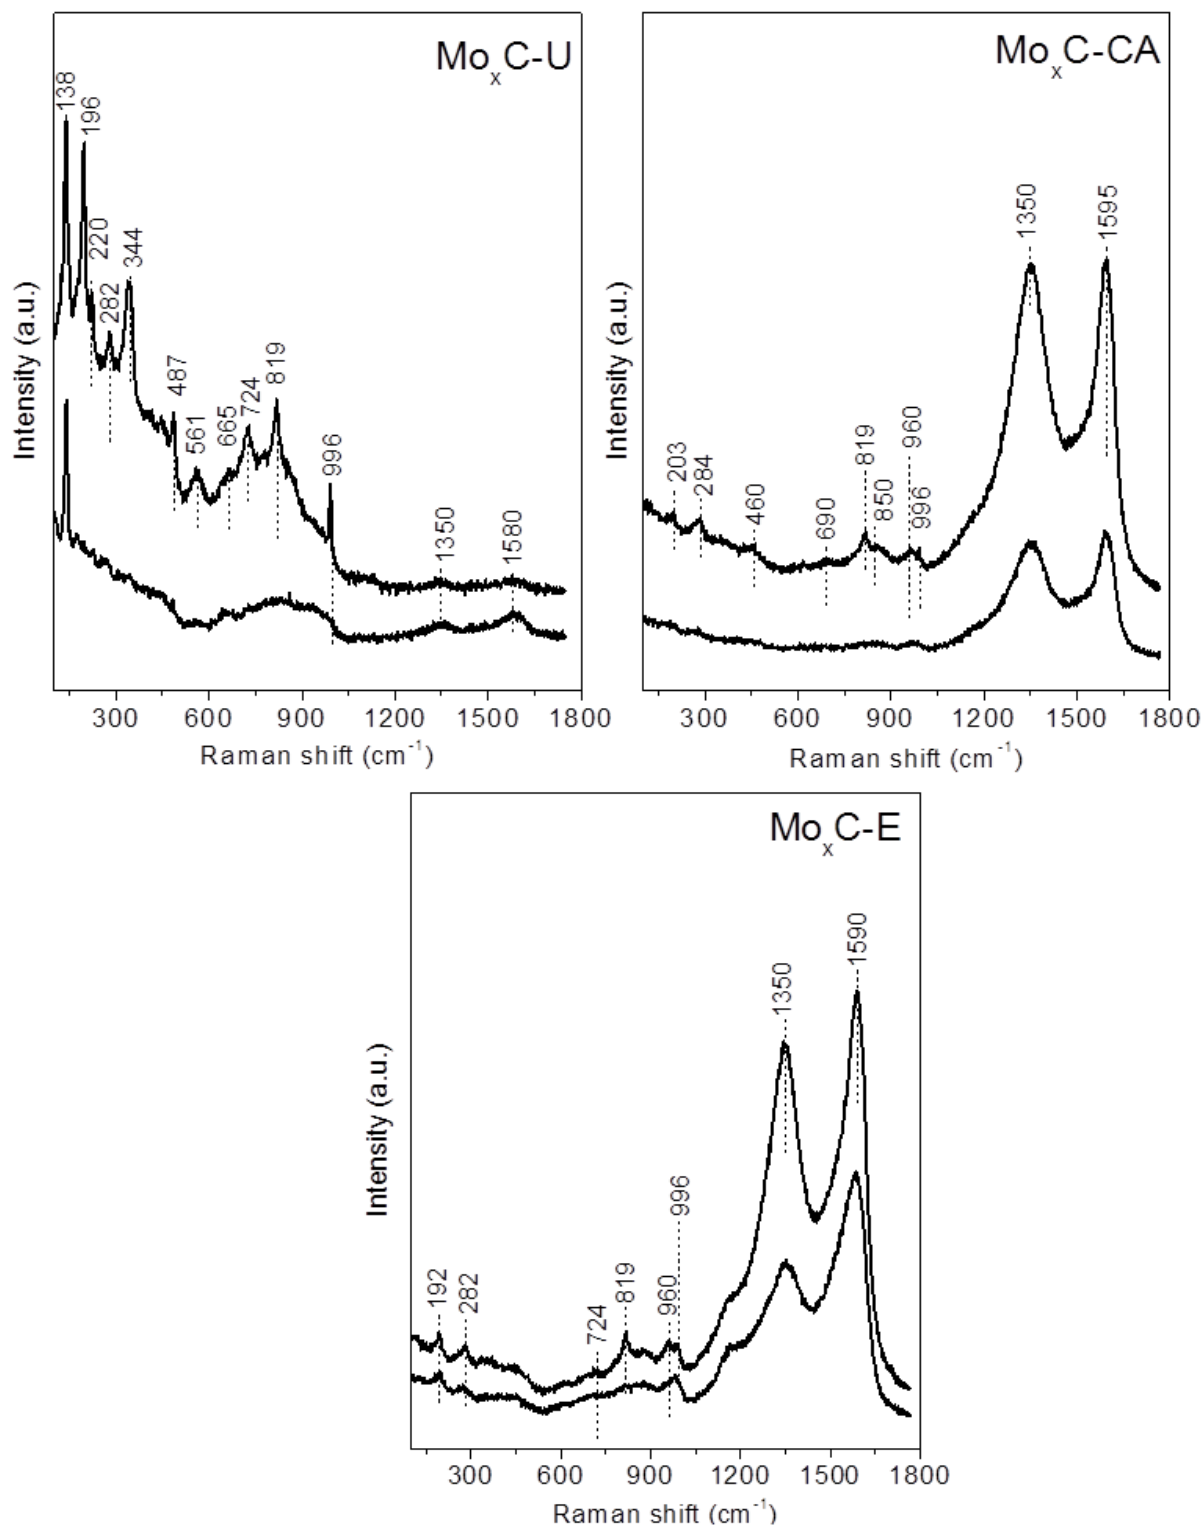 Mo
x
C-U
138
196
220
282
344
487
561
665
724
819
996
1350
1580
Intensity (a.u.)
300 600 900 1200 1500 1800
Raman shift (cm-1)
Mo
x
C-CA
203
284
460
690
819
850
960
996
1350
1595
Intensity (a.u.)
300 600 900 1200 1500 1800
Raman shift (cm-1)
Mo
x
C-E
192
282
724
819
960
996
1350
1590
Intensity (a.u.)
300 600 900 1200 1500 1800
Raman shift (cm-1)